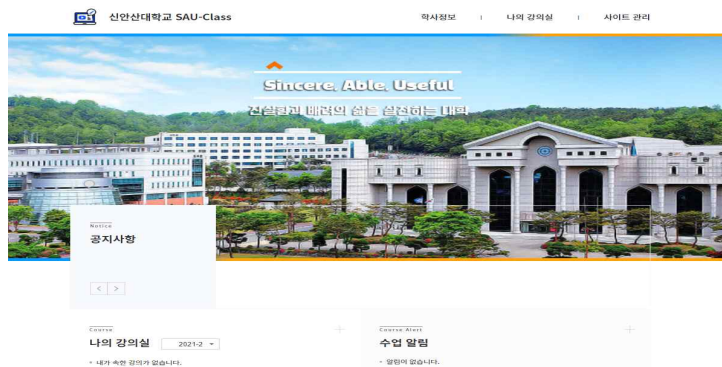 신안산대학교 SAU-Class
학사정보 | 나의 강의실 | 사이트 관리
Sincere, Able, Useful
진실함과 배려의 삶을 실천하는 대학
Notice
공지사항
< >
Course
나의 강의실 2021-2
- 내가 속한 강의가 없습니다.
Course Alert
수업 알림
- 알림이 없습니다.